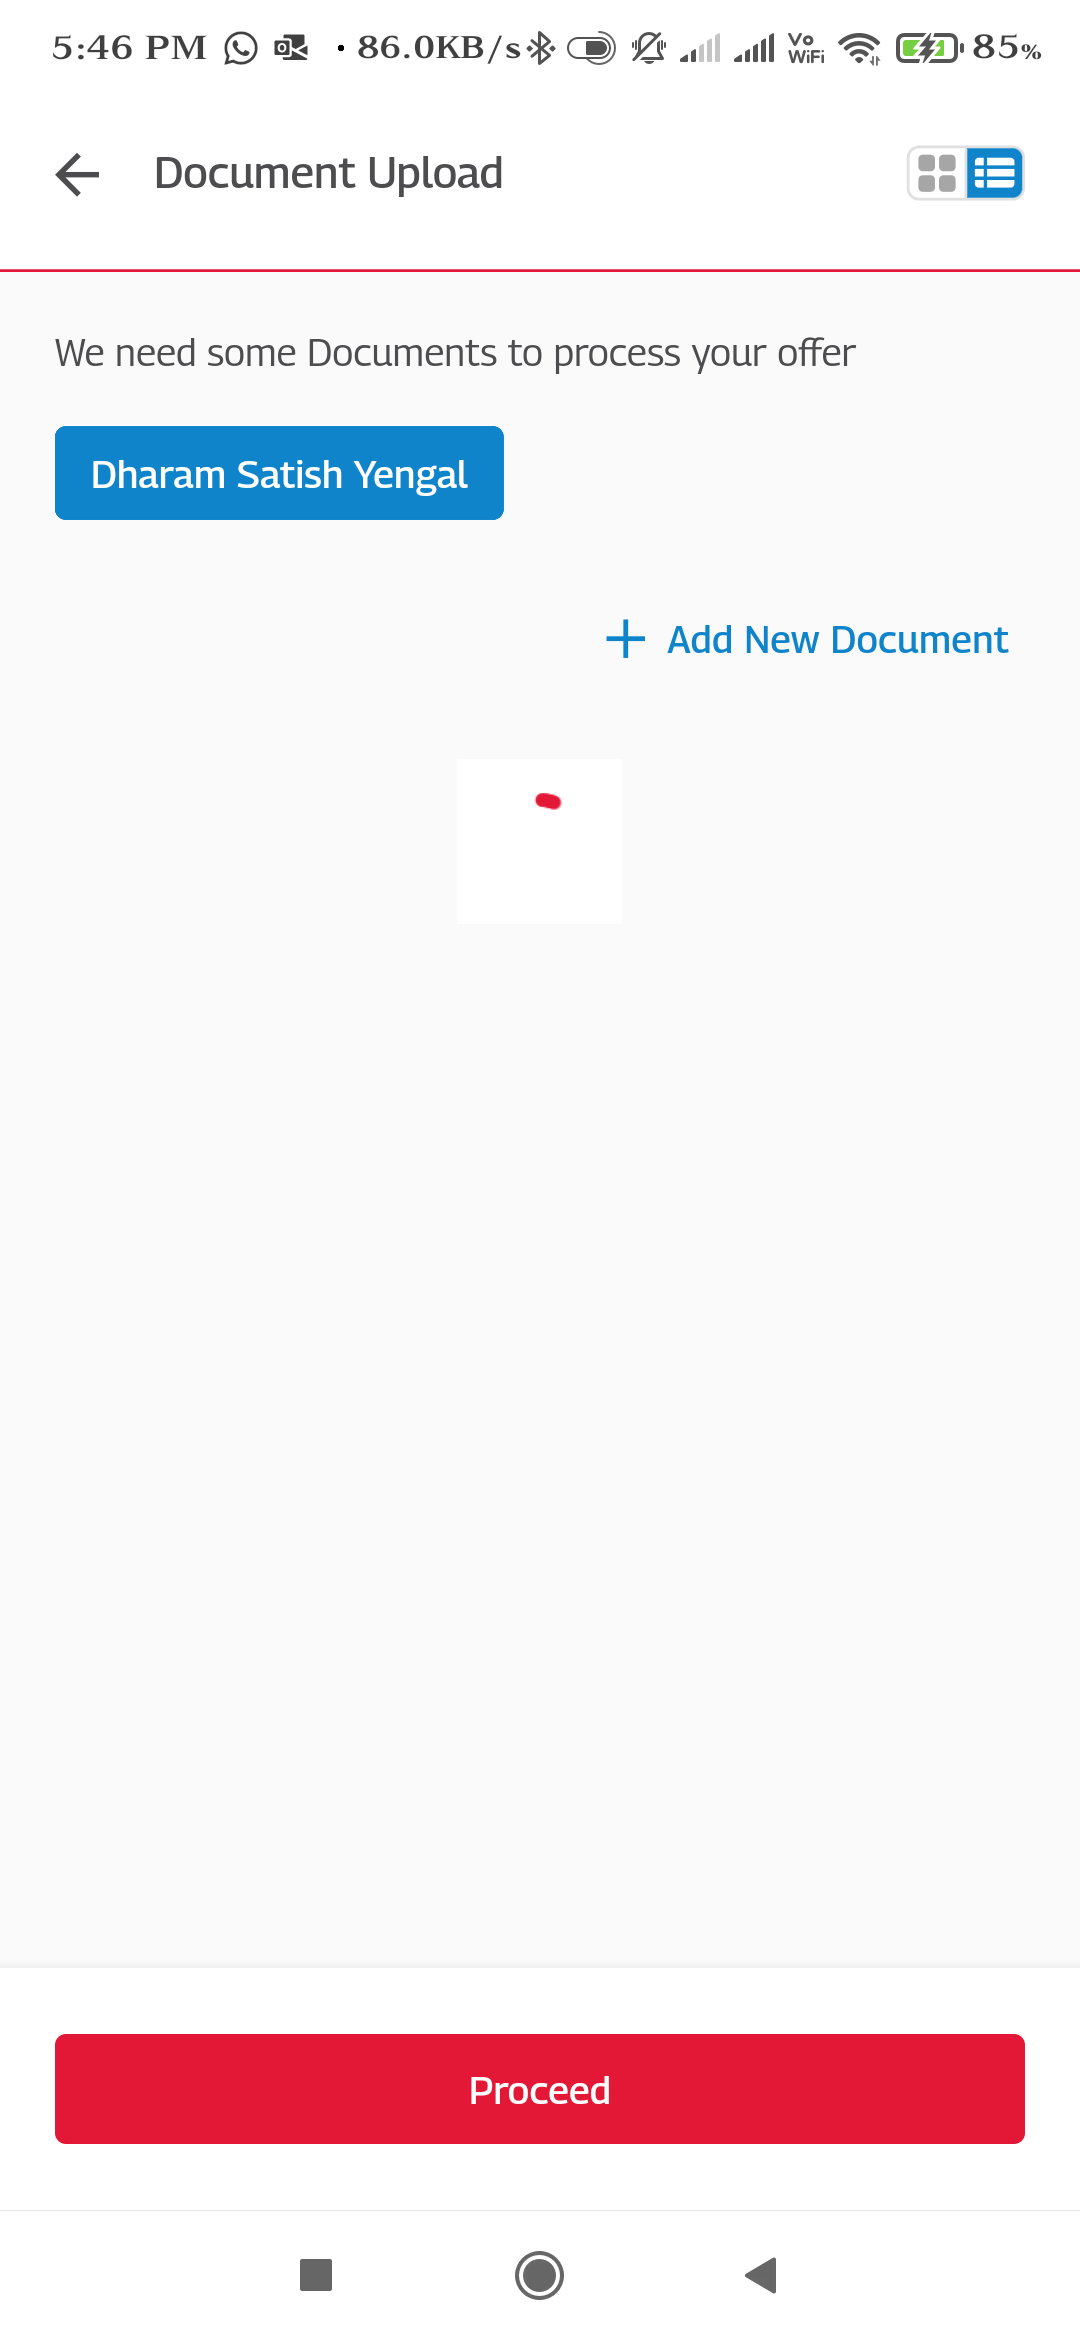 5:46 PM 86.0KB/s Vo WiFi 85%
Document Upload
We need some Documents to process your offer
Dharam Satish Yengal
+ Add New Document
Proceed